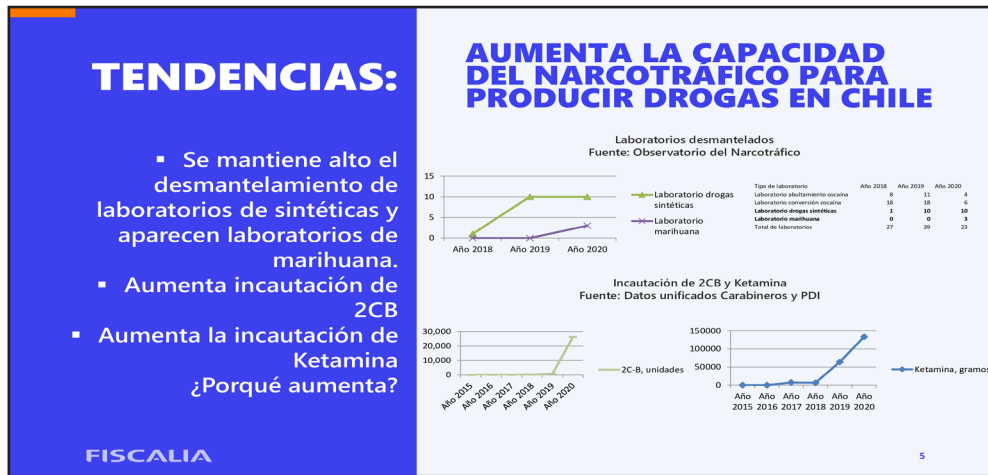 TENDENCIAS:
▪ Se mantiene alto el
desmantelamiento de
laboratorios de sintéticas y
aparecen laboratorios de
marihuana.
▪ Aumenta incautación de
2CB
▪ Aumenta la incautación de
Ketamina
¿Porqué aumenta?
FISCALIA
AUMENTA LA CAPACIDAD
DEL NARCOTRÁFICO PARA
PRODUCIR DROGAS EN CHILE
Laboratorios desmantelados
Fuente: Observatorio del Narcotráfico
15
10
5
0
Año 2018 Año 2019 Año 2020
Laboratorio drogas
sintéticas
Laboratorio
marihuana
Tipo de laboratorio Año 2018 Año 2019 Año 2020
Laboratorio abultamiento cocaína 8 11 4
Laboratorio conversión cocaína 18 18 6
Laboratorio drogas sintéticas 1 10 10
Laboratorio marihuana 0 0 3
Total de laboratorios 27 39 23
Incautación de 2CB y Ketamina
Fuente: Datos unificados Carabineros y PDI
30,000
20,000
10,000
0
Año 2015 Año 2016 Año 2017 Año 2018 Año 2019 Año 2020
2C-B, unidades
150000
100000
50000
0
Año Año Año Año Año Año
2015 2016 2017 2018 2019 2020
Ketamina, gramos
5